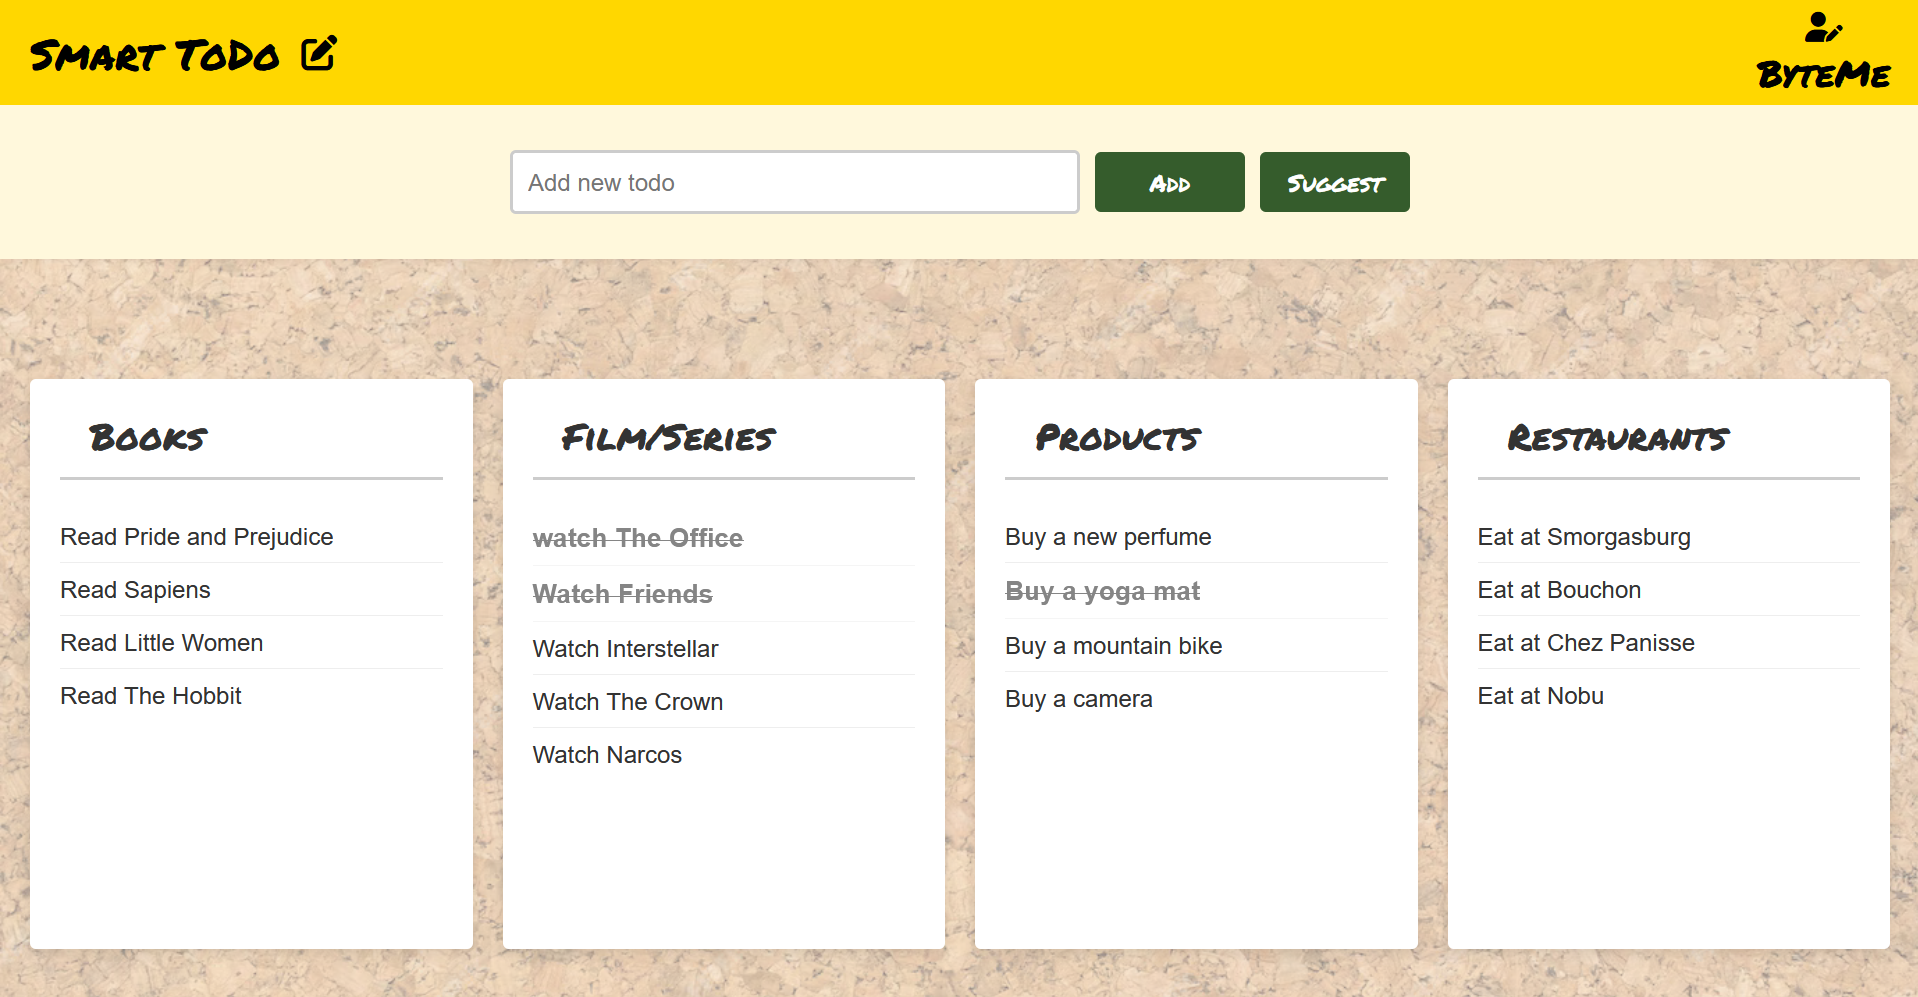 Smart ToDo
ByteMe
Add new todo
Add
Suggest
Books
Read Pride and Prejudice
Read Sapiens
Read Little Women
Read The Hobbit
Film/Series
watch The Office
Watch Friends
Watch Interstellar
Watch The Crown
Watch Narcos
Products
Buy a new perfume
Buy a yoga mat
Buy a mountain bike
Buy a camera
Restaurants
Eat at Smorgasburg
Eat at Bouchon
Eat at Chez Panisse
Eat at Nobu